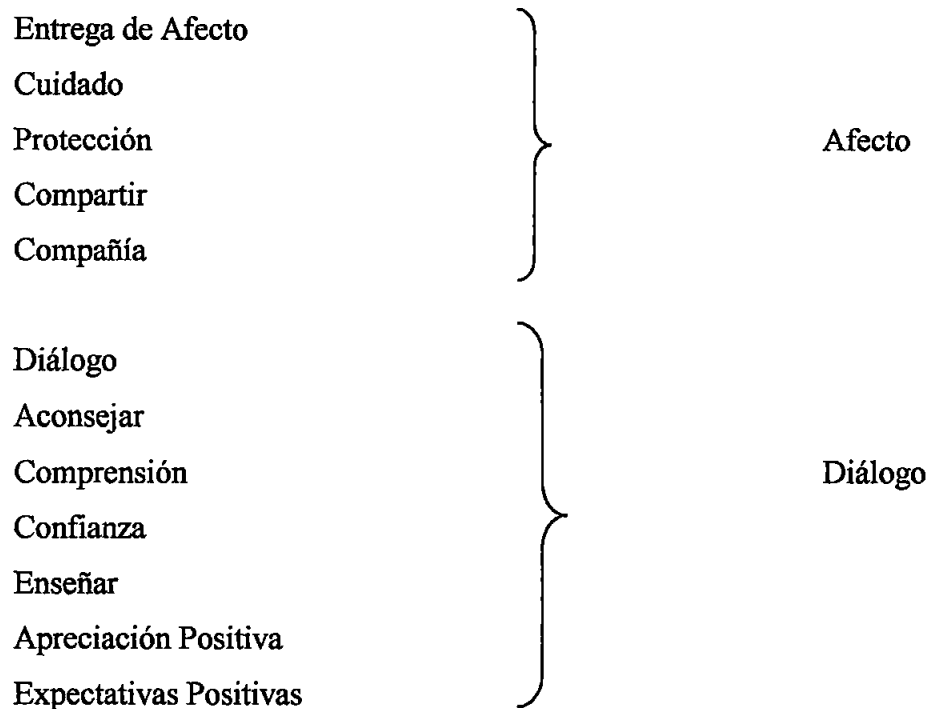 Entrega de Afecto
Cuidado
Protección
Afecto
Compartir
Compañía
Diálogo
Aconsejar
Comprensión
Diálogo
Confianza
Enseñar
Apreciación Positiva
Expectativas Positivas